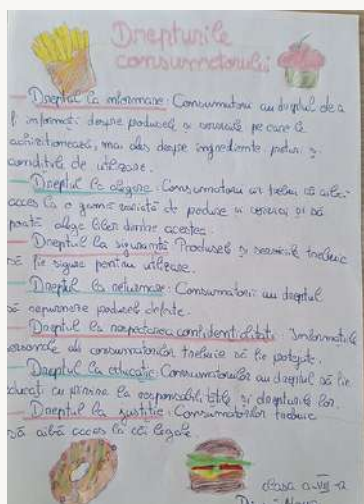 Drepturile
consumatorului
Dreptul la informare: Consumatorii au dreptul de a
fi informați despre produsele și serviciile pe care le
achiziționează, mai ales despre ingrediente, prețuri și
condițiile de utilizare.
Dreptul la alegere: Consumatorii ar trebui să aibă
acces la o gamă variată de produse și servicii și să
poată alege liber dintre acestea.
Dreptul la siguranță Produsele și serviciile trebuie
să fie sigure pentru utilizare.
Dreptul la returnare: Consumatorii au dreptul
să returneze produsele defecte.
Dreptul la respectarea confidențialității: Informațiile
personale ale consumatorilor trebuie să fie protejate.
Dreptul la educație: Consumatorilor au dreptul să fie
educați cu privire la responsabilitățile și drepturile lor.
Dreptul la justiție: Consumatorilor trebuie
să aibă acces la căi legale.
clasa a-VIII-a